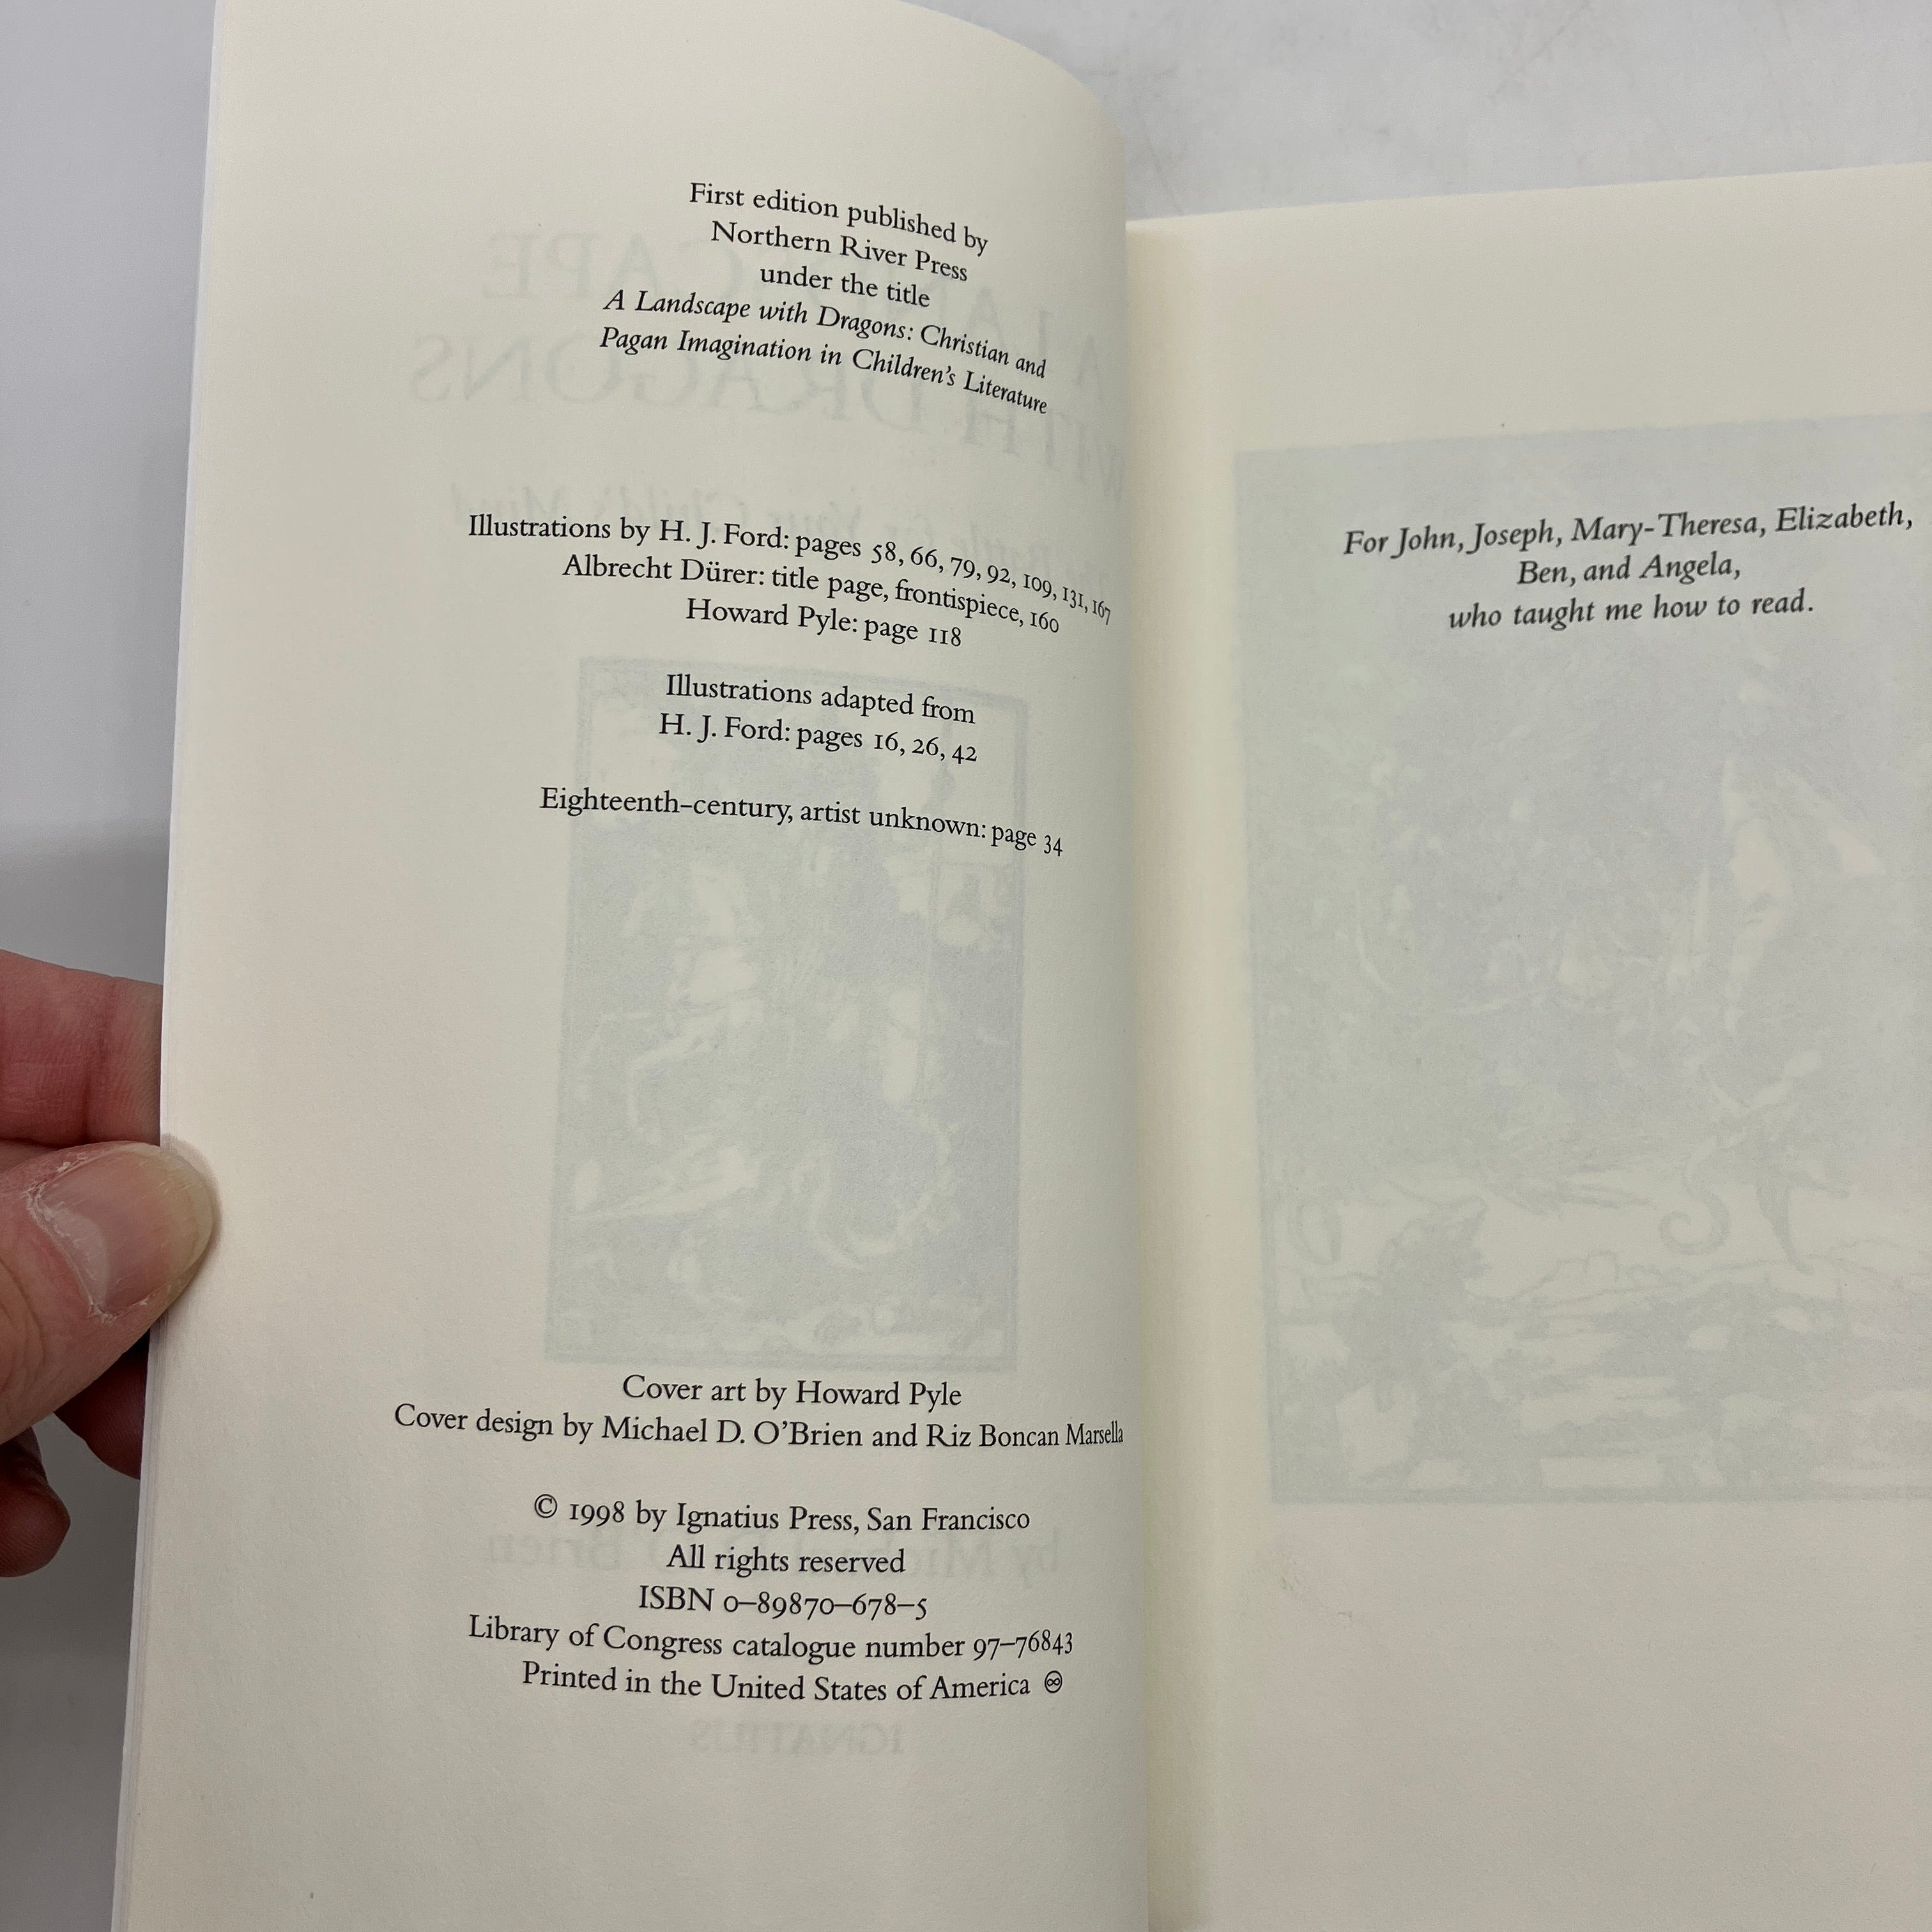 First edition published by
Northern River Press
under the title
A Landscape with Dragons: Christian and
Pagan Imagination in Children's Literature
Illustrations by H. J. Ford: pages 58, 66, 79, 92, 109, 131, 167
Albrecht Dürer: title page, frontispiece, 160
Howard Pyle: page 118
Illustrations adapted from
H. J. Ford: pages 16, 26, 42
Eighteenth-century, artist unknown: page 34
Cover art by Howard Pyle
Cover design by Michael D. O'Brien and Riz Boncan Marsella
© 1998 by Ignatius Press, San Francisco
All rights reserved
ISBN 0–89870–678–5
Library of Congress catalogue number 97–76843
Printed in the United States of America ♾
For John, Joseph, Mary-Theresa, Elizabeth,
Ben, and Angela,
who taught me how to read.